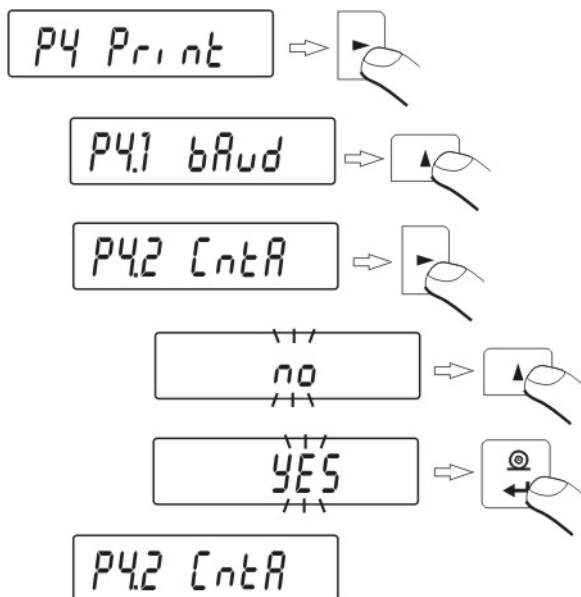 P4 Print
P4.1 bAud
P4.2 CntA
no
YES
P4.2 CntA